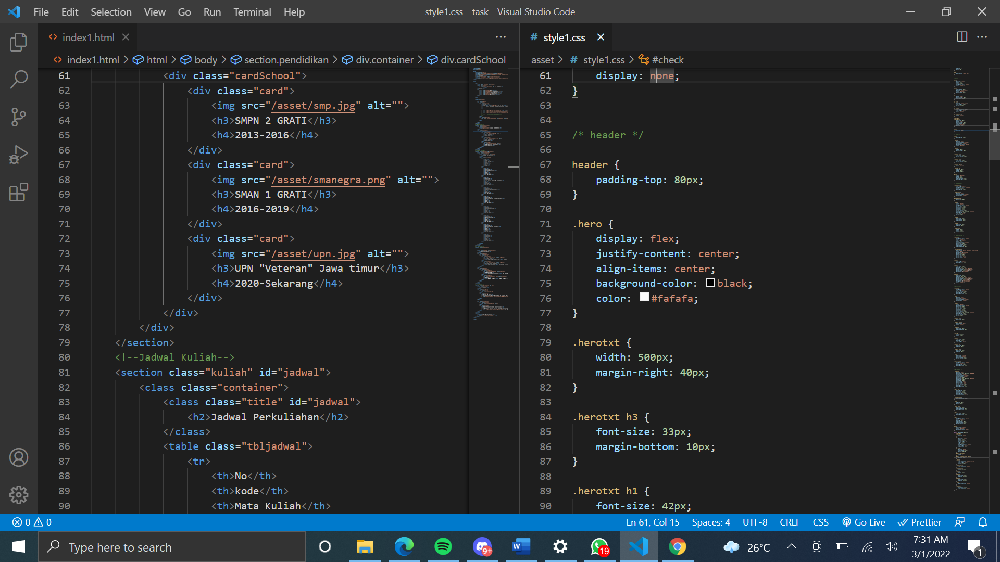 File Edit Selection View Go Run Terminal Help
style1.css - task - Visual Studio Code
index1.html
index1.html > html > body > section.pendidikan > div.container > div.cardSchool
61 <div class="cardSchool">
62 <div class="card">
63 <img src="/asset/smp.jpg" alt="">
64 <h3>SMPN 2 GRATI</h3>
65 <h4>2013-2016</h4>
66 </div>
67 <div class="card">
68 <img src="/asset/smanegra.png" alt="">
69 <h3>SMAN 1 GRATI</h3>
70 <h4>2016-2019</h4>
71 </div>
72 <div class="card">
73 <img src="/asset/upn.jpg" alt="">
74 <h3>UPN "Veteran" Jawa timur</h3>
75 <h4>2020-Sekarang</h4>
76 </div>
77 </div>
78 </div>
79 </section>
80 <!--Jadwal Kuliah-->
81 <section class="kuliah" id="jadwal">
82 <class class="container">
83 <class class="title" id="jadwal">
84 <h2>Jadwal Perkuliahan</h2>
85 </class>
86 <table class="tbljadwal">
87 <tr>
88 <th>No</th>
89 <th>kode</th>
90 <th>Mata Kuliah</th>
# style1.css
asset > # style1.css > #check
61 display: none;
62 }
63
64
65 /* header */
66
67 header {
68 padding-top: 80px;
69 }
70
71 .hero {
72 display: flex;
73 justify-content: center;
74 align-items: center;
75 background-color: black;
76 color: #fafafa;
77 }
78
79 .herotxt {
80 width: 500px;
81 margin-right: 40px;
82 }
83
84 .herotxt h3 {
85 font-size: 33px;
86 margin-bottom: 10px;
87 }
88
89 .herotxt h1 {
90 font-size: 42px;
0 0
Ln 61, Col 15 Spaces: 4 UTF-8 CRLF CSS Go Live Prettier
Type here to search
9+
W
19
26°C
7:31 AM
3/1/2022
1